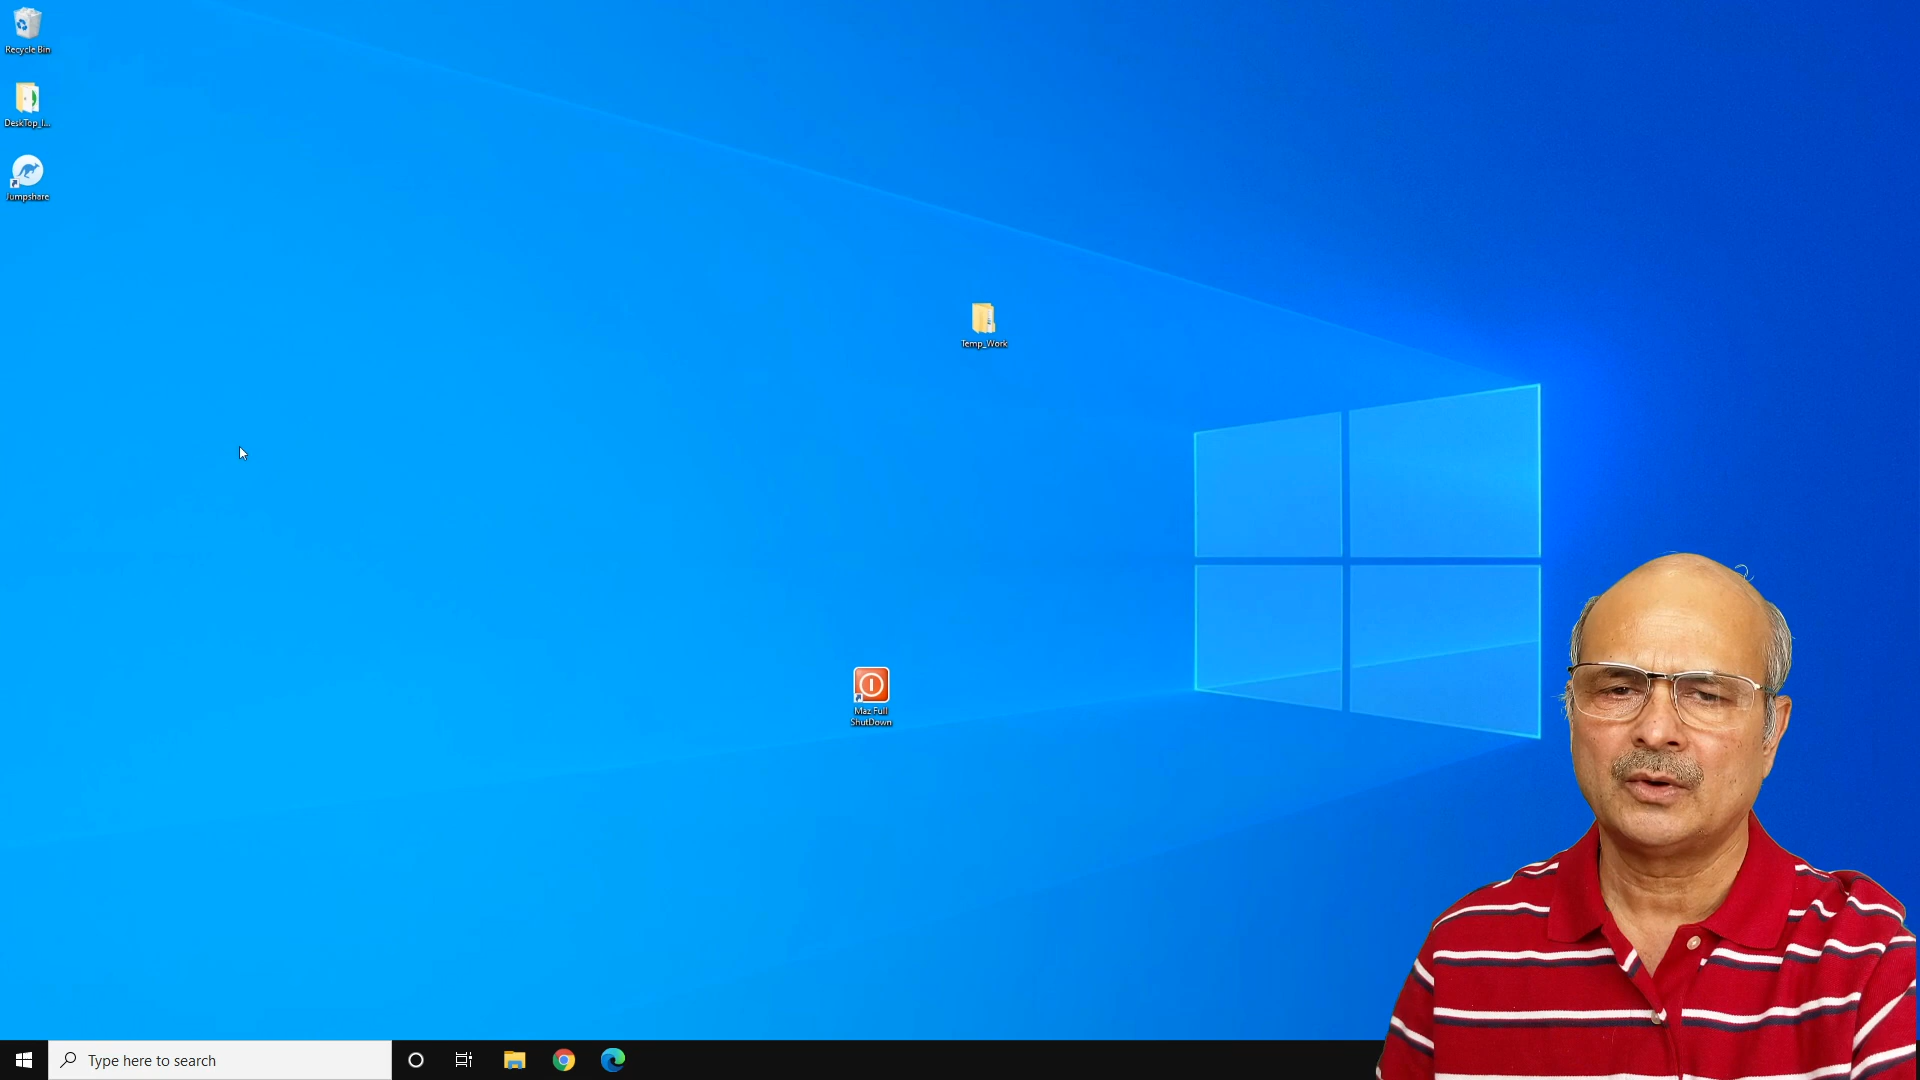 Recycle Bin
DeskTop_I...
Jumpshare
Temp_Work
Maz Full
ShutDown
Type here to search